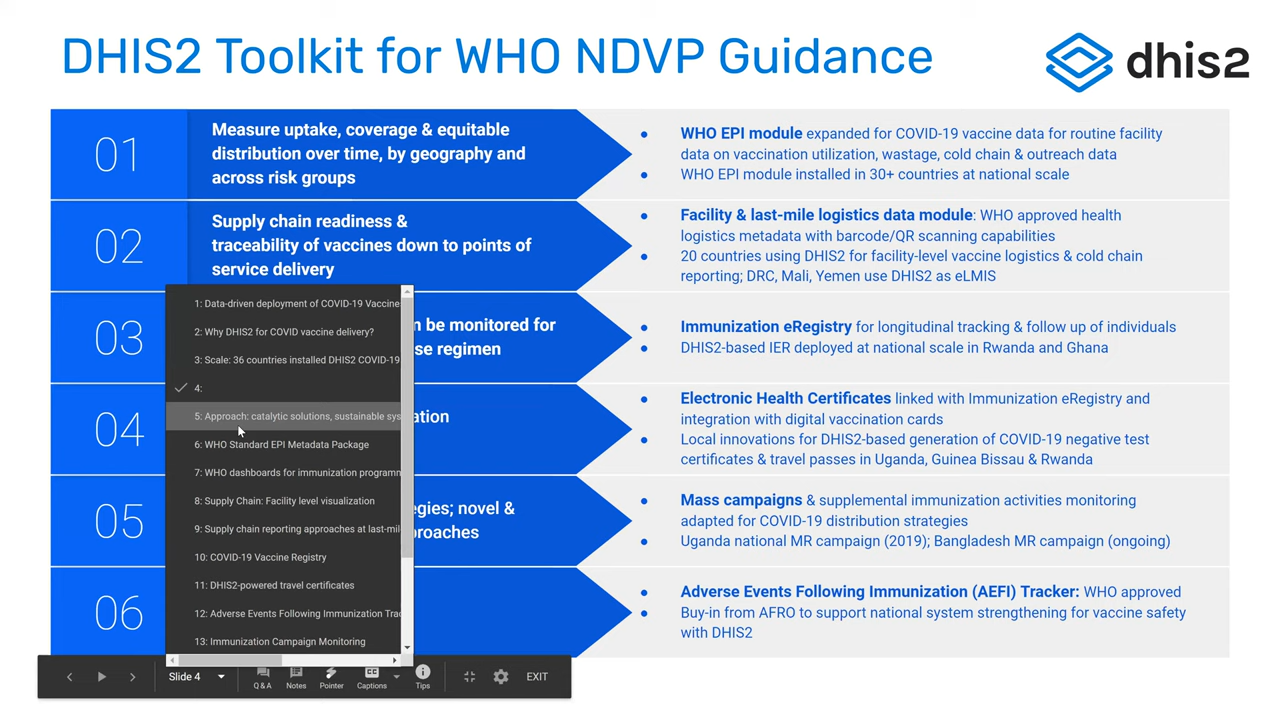 DHIS2 Toolkit for WHO NDVP Guidance
dhis2
01
Measure uptake, coverage & equitable
distribution over time, by geography and
across risk groups
WHO EPI module expanded for COVID-19 vaccine data for routine facility
data on vaccination utilization, wastage, cold chain & outreach data
WHO EPI module installed in 30+ countries at national scale
02
Supply chain readiness &
traceability of vaccines down to points of
service delivery
Facility & last-mile logistics data module: WHO approved health
logistics metadata with barcode/QR scanning capabilities
20 countries using DHIS2 for facility-level vaccine logistics & cold chain
reporting; DRC, Mali, Yemen use DHIS2 as eLMIS
03
n be monitored for
se regimen
Immunization eRegistry for longitudinal tracking & follow up of individuals
DHIS2-based IER deployed at national scale in Rwanda and Ghana
04
ation
Electronic Health Certificates linked with Immunization eRegistry and
integration with digital vaccination cards
Local innovations for DHIS2-based generation of COVID-19 negative test
certificates & travel passes in Uganda, Guinea Bissau & Rwanda
05
egies; novel &
proaches
Mass campaigns & supplemental immunization activities monitoring
adapted for COVID-19 distribution strategies
Uganda national MR campaign (2019); Bangladesh MR campaign (ongoing)
06
Adverse Events Following Immunization (AEFI) Tracker: WHO approved
Buy-in from AFRO to support national system strengthening for vaccine safety
with DHIS2
1: Data-driven deployment of COVID-19 Vaccine
2: Why DHIS2 for COVID vaccine delivery?
3: Scale: 36 countries installed DHIS2 COVID-19
4:
5: Approach: catalytic solutions, sustainable sys
6: WHO Standard EPI Metadata Package
7: WHO dashboards for immunization programm
8: Supply Chain: Facility level visualization
9: Supply chain reporting approaches at last-mil
10: COVID-19 Vaccine Registry
11: DHIS2-powered travel certificates
12: Adverse Events Following Immunization Trac
13: Immunization Campaign Monitoring
Slide 4
Q & A
Notes
Pointer
CC
Captions
Tips
EXIT